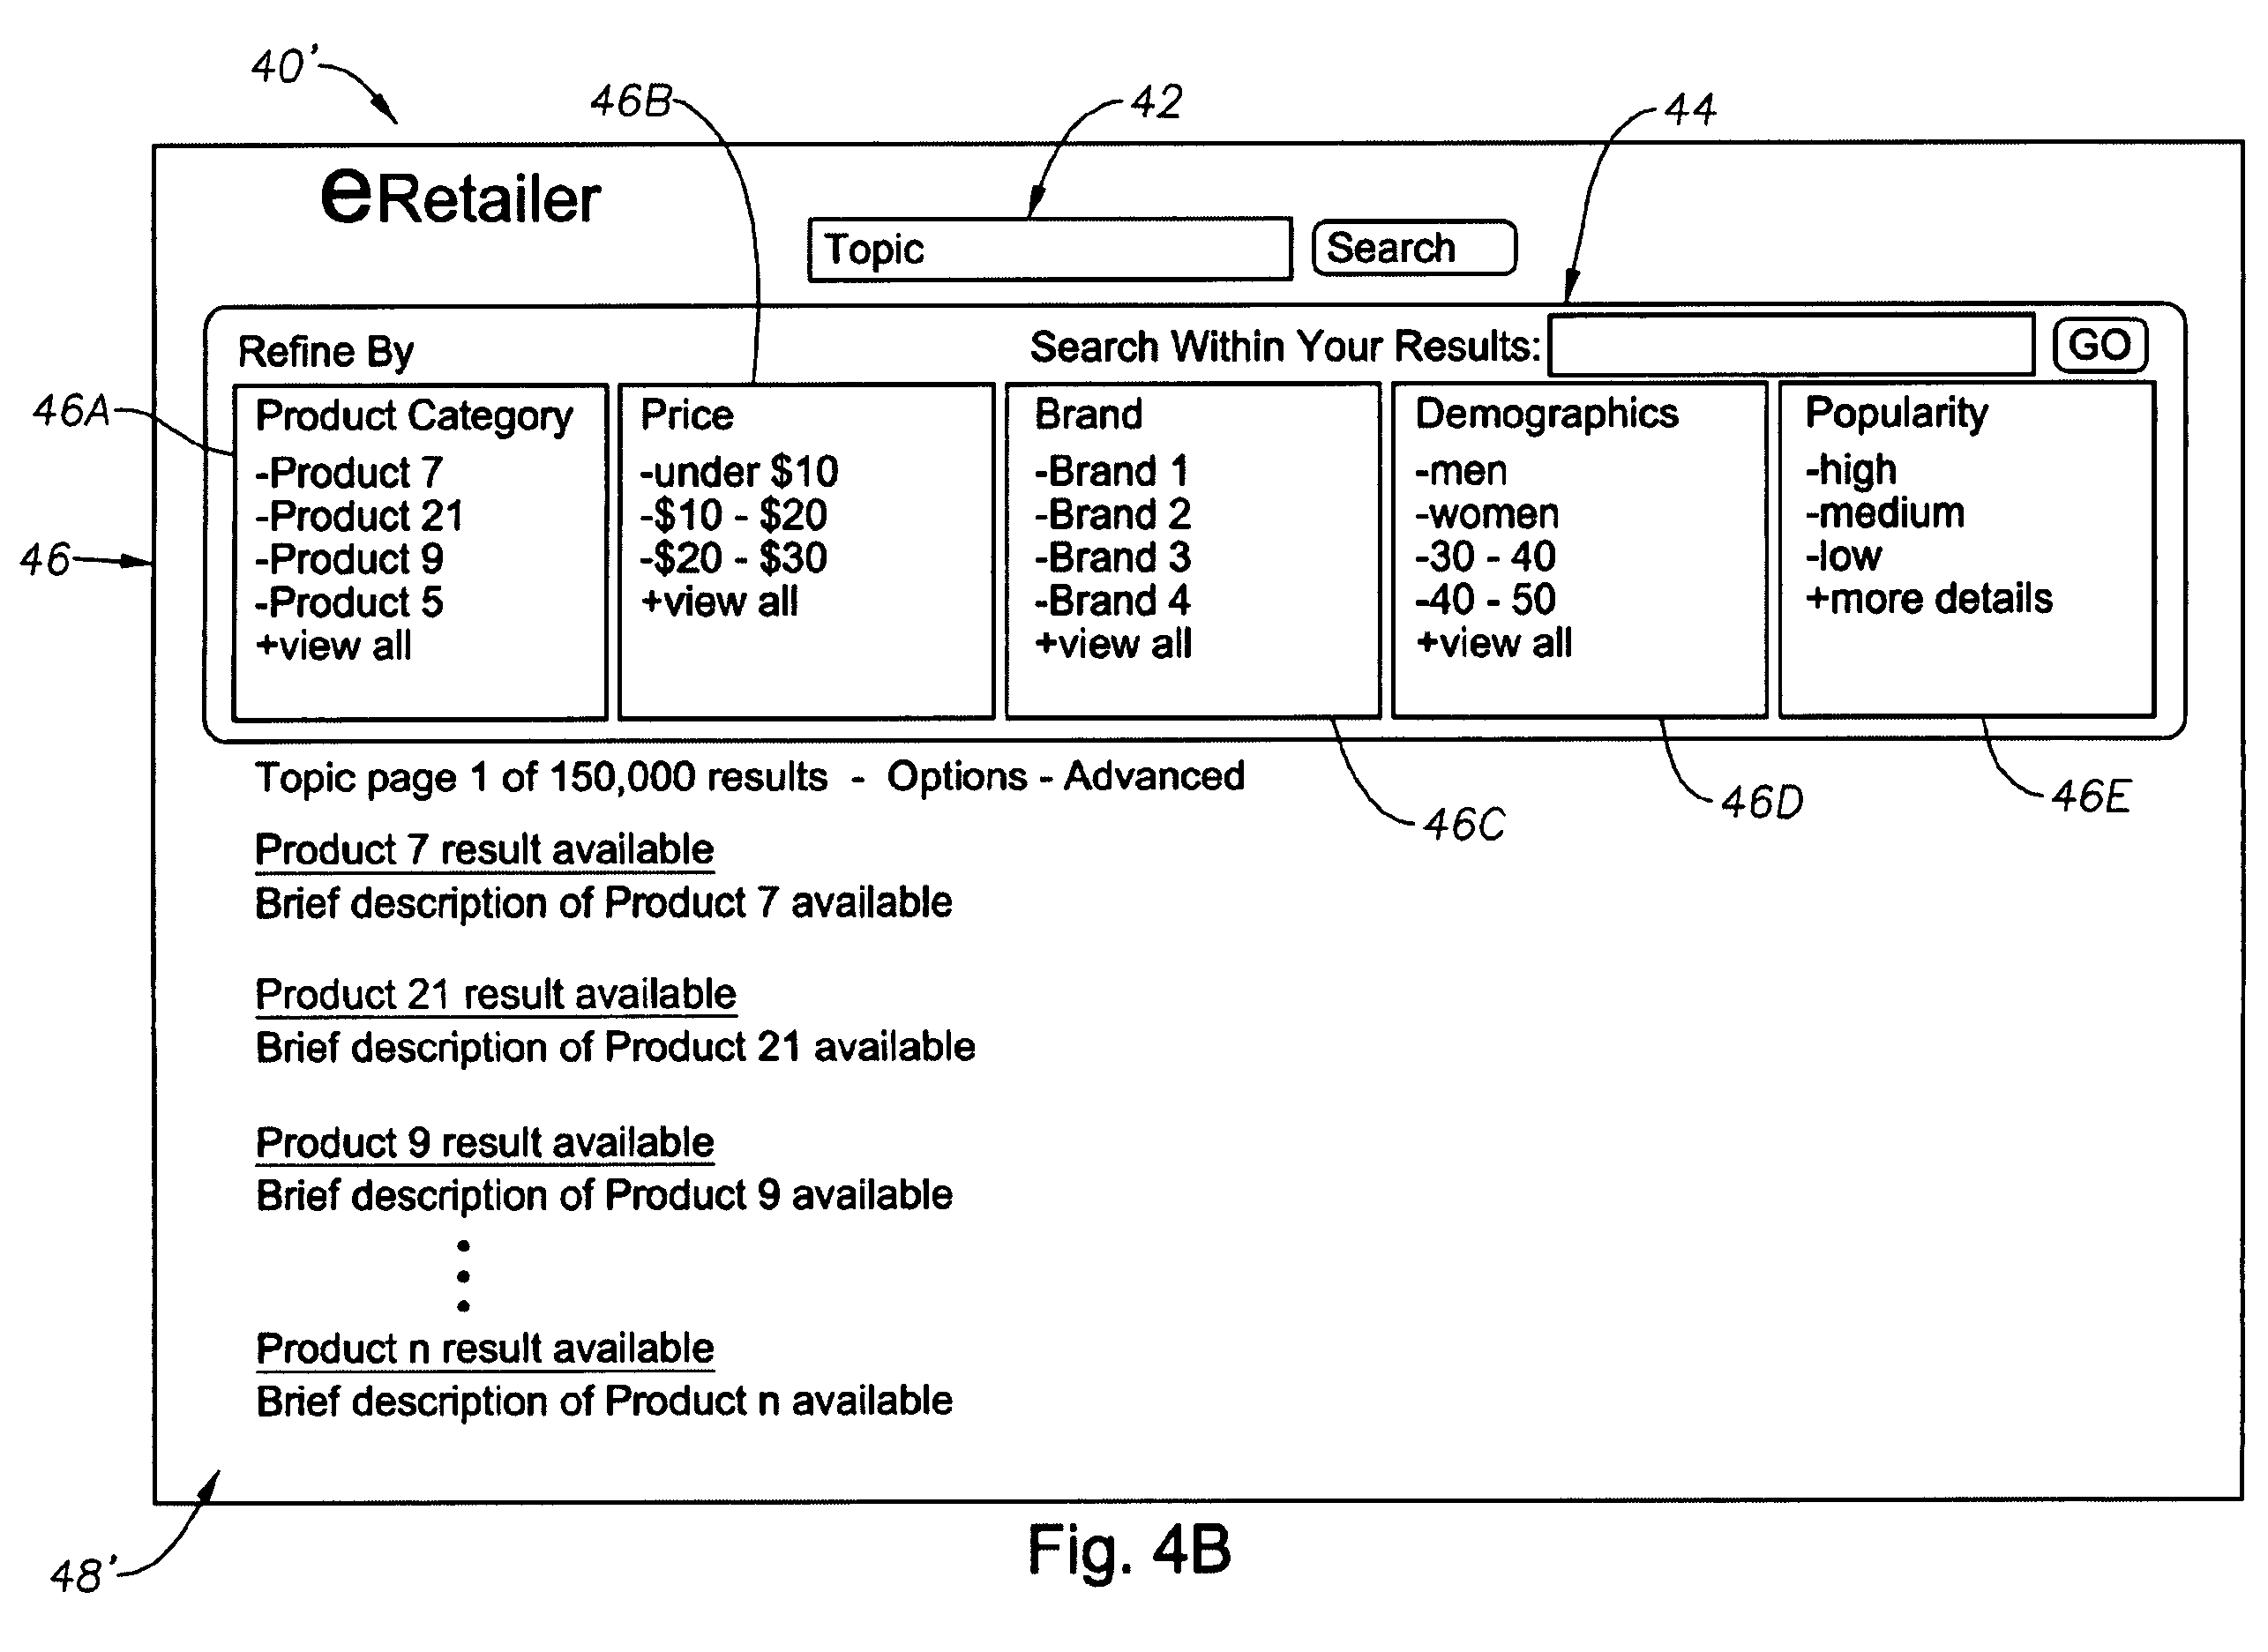 40'
46B
42
44
eRetailer
Topic
Search
Refine By
Search Within Your Results:
GO
46A
46
Product Category
-Product 7
-Product 21
-Product 9
-Product 5
+view all
Price
-under $10
-$10 - $20
-$20 - $30
+view all
Brand
-Brand 1
-Brand 2
-Brand 3
-Brand 4
+view all
Demographics
-men
-women
-30 - 40
-40 - 50
+view all
Popularity
-high
-medium
-low
+more details
Topic page 1 of 150,000 results - Options - Advanced
46C
46D
46E
Product 7 result available
Brief description of Product 7 available
Product 21 result available
Brief description of Product 21 available
Product 9 result available
Brief description of Product 9 available
Product n result available
Brief description of Product n available
48'
Fig. 4B